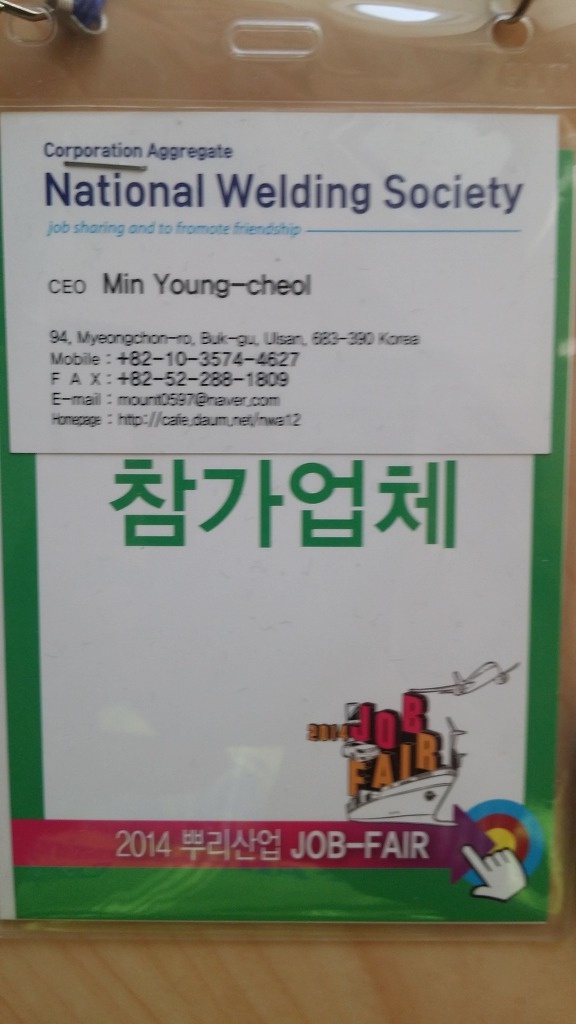 Corporation Aggregate
National Welding Society
job sharing and to fromote friendship
CEO Min Young-cheol
94, Myeongchon-ro, Buk-gu, Ulsan, 683-390 Korea
Mobile : +82-10-3574-4627
F A X : +82-52-288-1809
E-mail : mount0597@naver.com
Homepage : http://cafe.daum.net/nwa12
참가업체
2014 JOB
FAIR
2014 뿌리산업 JOB-FAIR